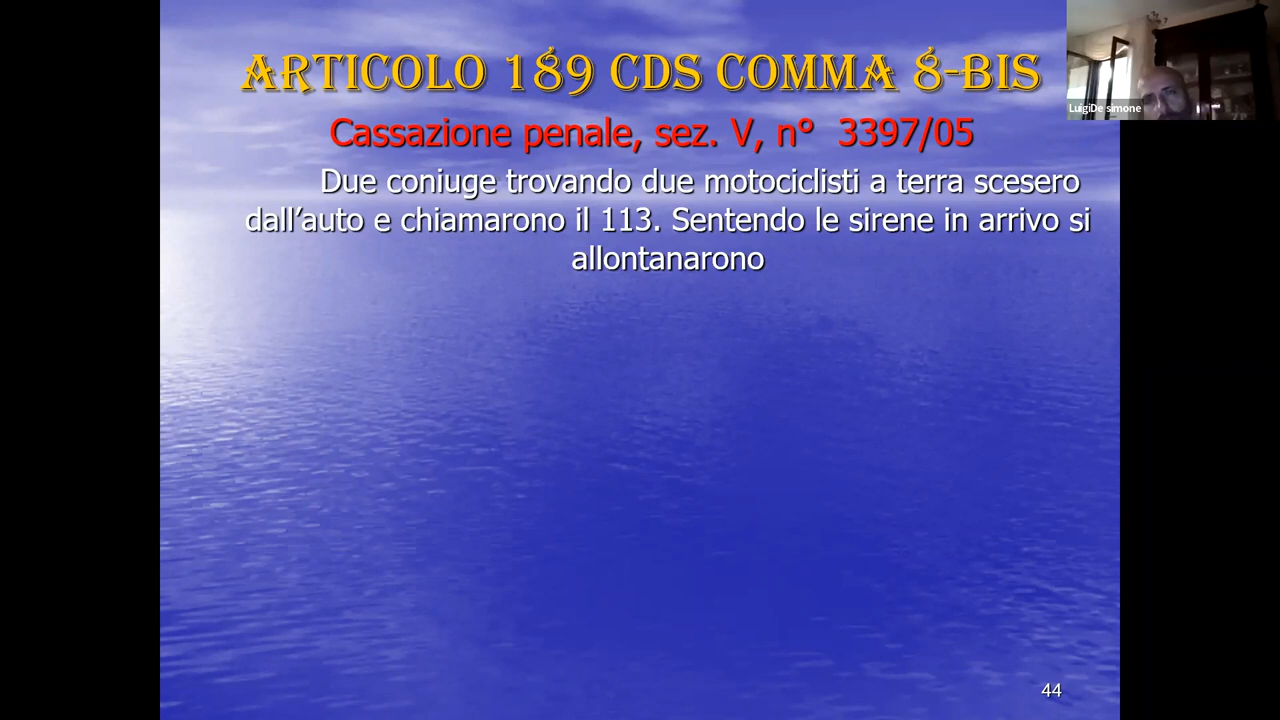 ARTICOLO 189 CDS COMMA 8-BIS
Cassazione penale, sez. V, n° 3397/05
Due coniuge trovando due motociclisti a terra scesero
dall’auto e chiamarono il 113. Sentendo le sirene in arrivo si
allontanarono
LuigiDe simone
44